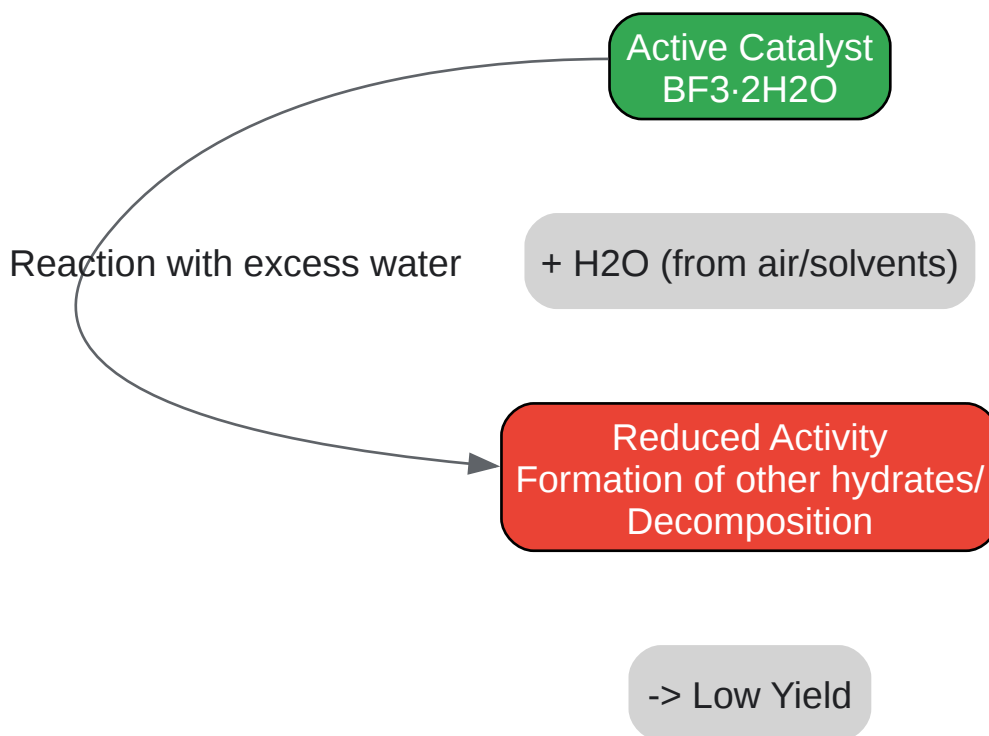 Active Catalyst
BF3·2H2O
Reaction with excess water
+ H2O (from air/solvents)
Reduced Activity
Formation of other hydrates/
Decomposition
-> Low Yield